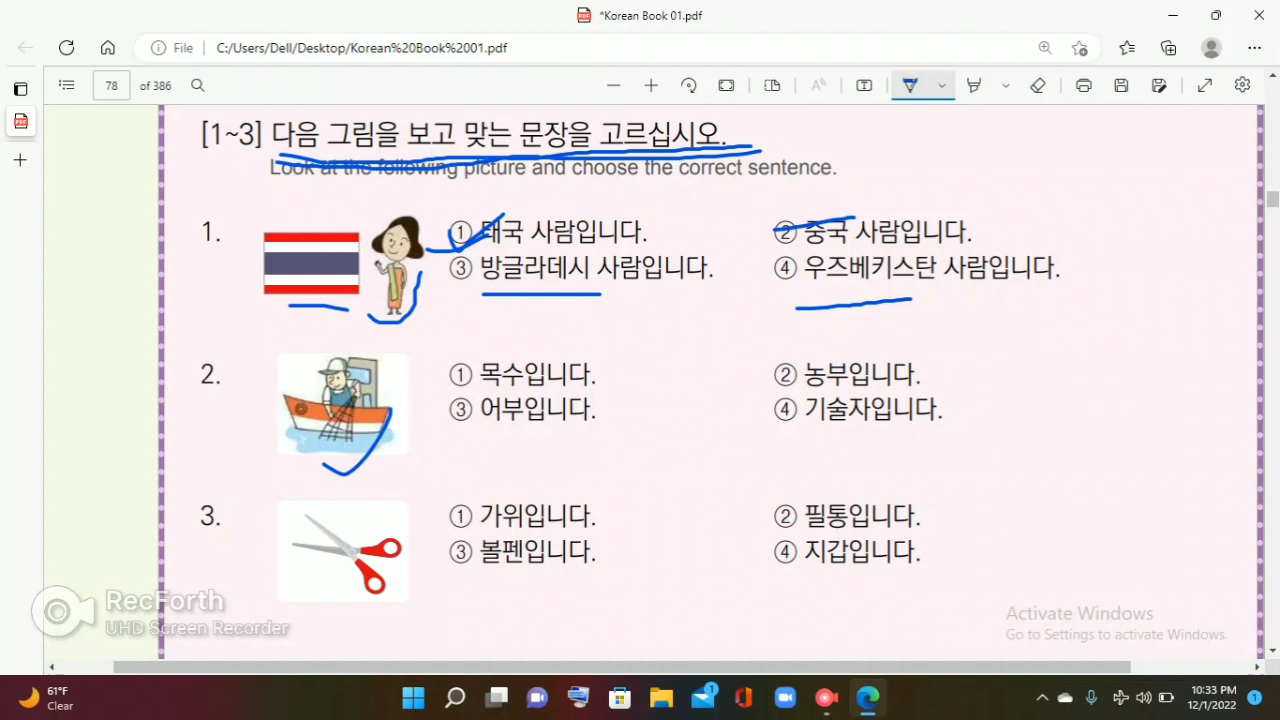 *Korean Book 01.pdf
File C:/Users/Dell/Desktop/Korean%20Book%2001.pdf
78 of 386
[1~3] 다음 그림을 보고 맞는 문장을 고르십시오.
Look at the following picture and choose the correct sentence.
1. ① 태국 사람입니다. ② 중국 사람입니다.
③ 방글라데시 사람입니다. ④ 우즈베키스탄 사람입니다.
2. ① 목수입니다. ② 농부입니다.
③ 어부입니다. ④ 기술자입니다.
3. ① 가위입니다. ② 필통입니다.
③ 볼펜입니다. ④ 지갑입니다.
RecForth
UHD Screen Recorder
Activate Windows
Go to Settings to activate Windows.
61°F
Clear
1
10:33 PM
12/1/2022
1